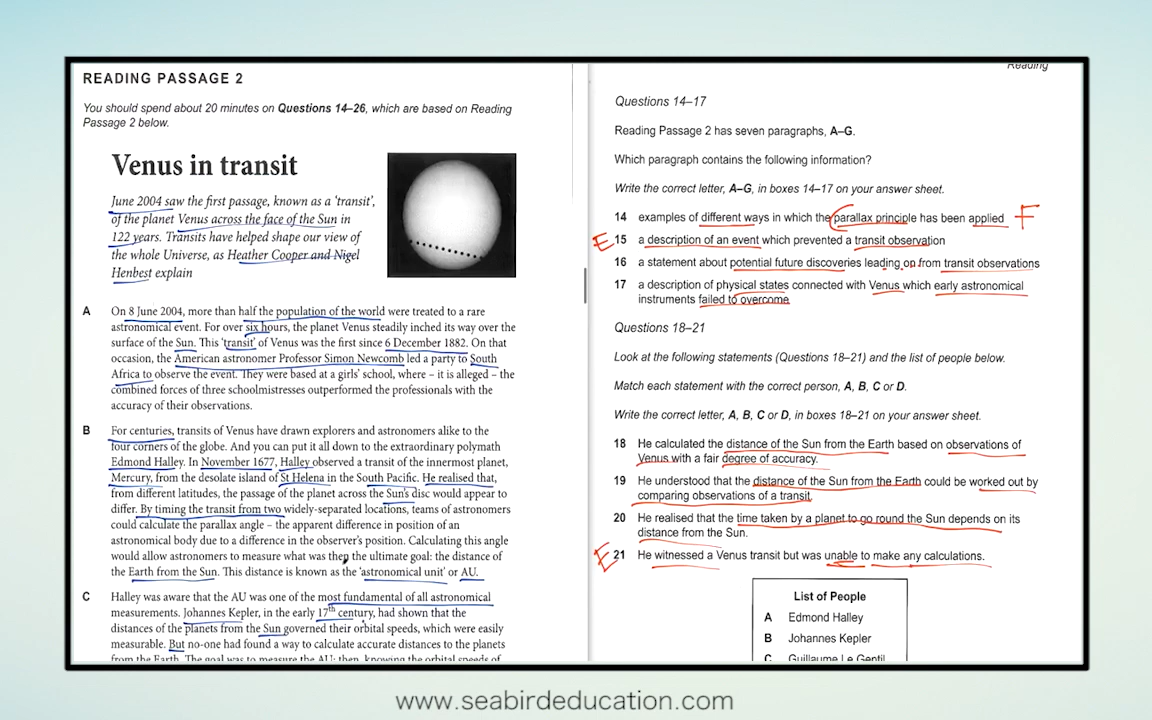 READING PASSAGE 2
You should spend about 20 minutes on Questions 14–26, which are based on Reading
Passage 2 below.
Venus in transit
June 2004 saw the first passage, known as a ‘transit’,
of the planet Venus across the face of the Sun in
122 years. Transits have helped shape our view of
the whole Universe, as Heather Cooper and Nigel
Henbest explain
A On 8 June 2004, more than half the population of the world were treated to a rare
astronomical event. For over six hours, the planet Venus steadily inched its way over the
surface of the Sun. This ‘transit’ of Venus was the first since 6 December 1882. On that
occasion, the American astronomer Professor Simon Newcomb led a party to South
Africa to observe the event. They were based at a girls’ school, where – it is alleged – the
combined forces of three schoolmistresses outperformed the professionals with the
accuracy of their observations.
B For centuries, transits of Venus have drawn explorers and astronomers alike to the
four corners of the globe. And you can put it all down to the extraordinary polymath
Edmond Halley. In November 1677, Halley observed a transit of the innermost planet,
Mercury, from the desolate island of St Helena in the South Pacific. He realised that,
from different latitudes, the passage of the planet across the Sun’s disc would appear to
differ. By timing the transit from two widely-separated locations, teams of astronomers
could calculate the parallax angle – the apparent difference in position of an
astronomical body due to a difference in the observer’s position. Calculating this angle
would allow astronomers to measure what was then the ultimate goal: the distance of
the Earth from the Sun. This distance is known as the ‘astronomical unit’ or AU.
C Halley was aware that the AU was one of the most fundamental of all astronomical
measurements. Johannes Kepler, in the early 17th century, had shown that the
distances of the planets from the Sun governed their orbital speeds, which were easily
measurable. But no-one had found a way to calculate accurate distances to the planets
from the Earth. The goal was to measure the AU; then, knowing the orbital speeds of
Reading
Questions 14–17
Reading Passage 2 has seven paragraphs, A–G.
Which paragraph contains the following information?
Write the correct letter, A–G, in boxes 14–17 on your answer sheet.
14 examples of different ways in which the parallax principle has been applied F
E 15 a description of an event which prevented a transit observation
16 a statement about potential future discoveries leading on from transit observations
17 a description of physical states connected with Venus which early astronomical
instruments failed to overcome
Questions 18–21
Look at the following statements (Questions 18–21) and the list of people below.
Match each statement with the correct person, A, B, C or D.
Write the correct letter, A, B, C or D, in boxes 18–21 on your answer sheet.
18 He calculated the distance of the Sun from the Earth based on observations of
Venus with a fair degree of accuracy.
19 He understood that the distance of the Sun from the Earth could be worked out by
comparing observations of a transit.
20 He realised that the time taken by a planet to go round the Sun depends on its
distance from the Sun.
E 21 He witnessed a Venus transit but was unable to make any calculations.
List of People
A Edmond Halley
B Johannes Kepler
C Guillaume Le Gentil
www.seabirdeducation.com